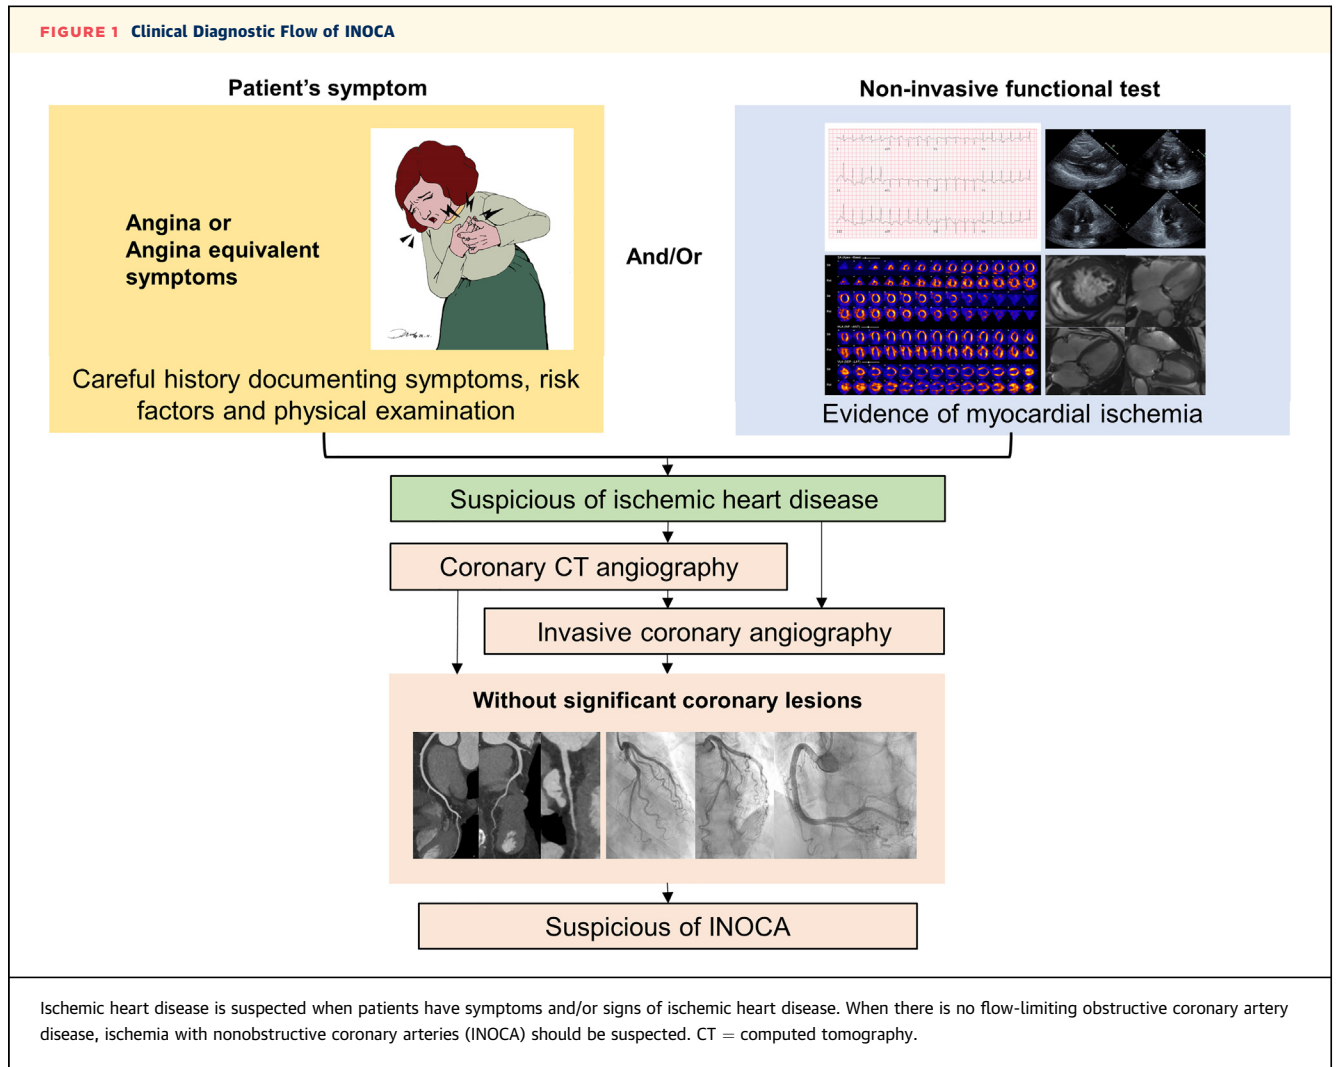 FIGURE 1 Clinical Diagnostic Flow of INOCA
Patient's symptom
Non-invasive functional test
Angina or
Angina equivalent
symptoms
And/Or
Careful history documenting symptoms, risk
factors and physical examination
Evidence of myocardial ischemia
Suspicious of ischemic heart disease
Coronary CT angiography
Invasive coronary angiography
Without significant coronary lesions
Suspicious of INOCA
Ischemic heart disease is suspected when patients have symptoms and/or signs of ischemic heart disease. When there is no flow-limiting obstructive coronary artery
disease, ischemia with nonobstructive coronary arteries (INOCA) should be suspected. CT = computed tomography.